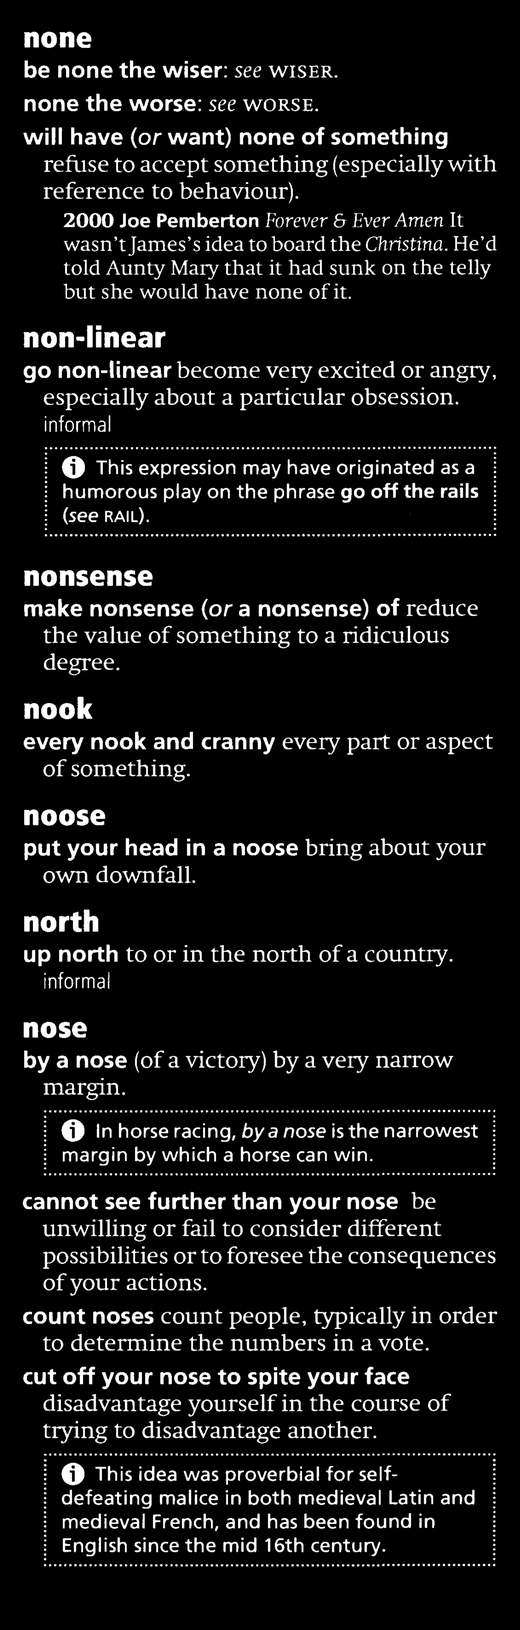 none
be none the wiser: see WISER.
none the worse: see WORSE.
will have (or want) none of something
refuse to accept something (especially with
reference to behaviour).
2000 Joe Pemberton Forever & Ever Amen It
wasn't James's idea to board the Christina. He'd
told Aunty Mary that it had sunk on the telly
but she would have none of it.
non-linear
go non-linear become very excited or angry,
especially about a particular obsession.
informal
i This expression may have originated as a
humorous play on the phrase go off the rails
(see RAIL).
nonsense
make nonsense (or a nonsense) of reduce
the value of something to a ridiculous
degree.
nook
every nook and cranny every part or aspect
of something.
noose
put your head in a noose bring about your
own downfall.
north
up north to or in the north of a country.
informal
nose
by a nose (of a victory) by a very narrow
margin.
i In horse racing, by a nose is the narrowest
margin by which a horse can win.
cannot see further than your nose be
unwilling or fail to consider different
possibilities or to foresee the consequences
of your actions.
count noses count people, typically in order
to determine the numbers in a vote.
cut off your nose to spite your face
disadvantage yourself in the course of
trying to disadvantage another.
i This idea was proverbial for self-
defeating malice in both medieval Latin and
medieval French, and has been found in
English since the mid 16th century.